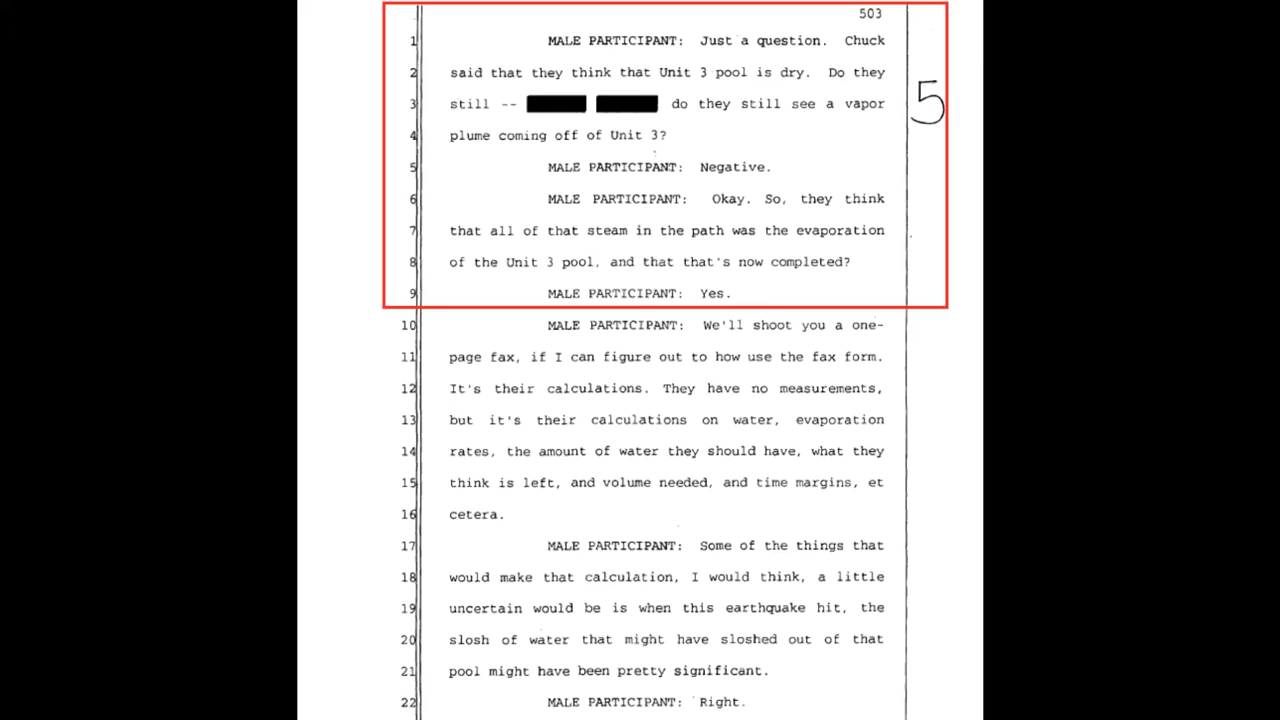 503
1 MALE PARTICIPANT: Just a question. Chuck
2 said that they think that Unit 3 pool is dry. Do they
3 still -- do they still see a vapor
4 plume coming off of Unit 3?
5 MALE PARTICIPANT: Negative.
6 MALE PARTICIPANT: Okay. So, they think
7 that all of that steam in the path was the evaporation
8 of the Unit 3 pool, and that that's now completed?
9 MALE PARTICIPANT: Yes.
10 MALE PARTICIPANT: We'll shoot you a one-
11 page fax, if I can figure out to how use the fax form.
12 It's their calculations. They have no measurements,
13 but it's their calculations on water, evaporation
14 rates, the amount of water they should have, what they
15 think is left, and volume needed, and time margins, et
16 cetera.
17 MALE PARTICIPANT: Some of the things that
18 would make that calculation, I would think, a little
19 uncertain would be is when this earthquake hit, the
20 slosh of water that might have sloshed out of that
21 pool might have been pretty significant.
22 MALE PARTICIPANT: Right.
5